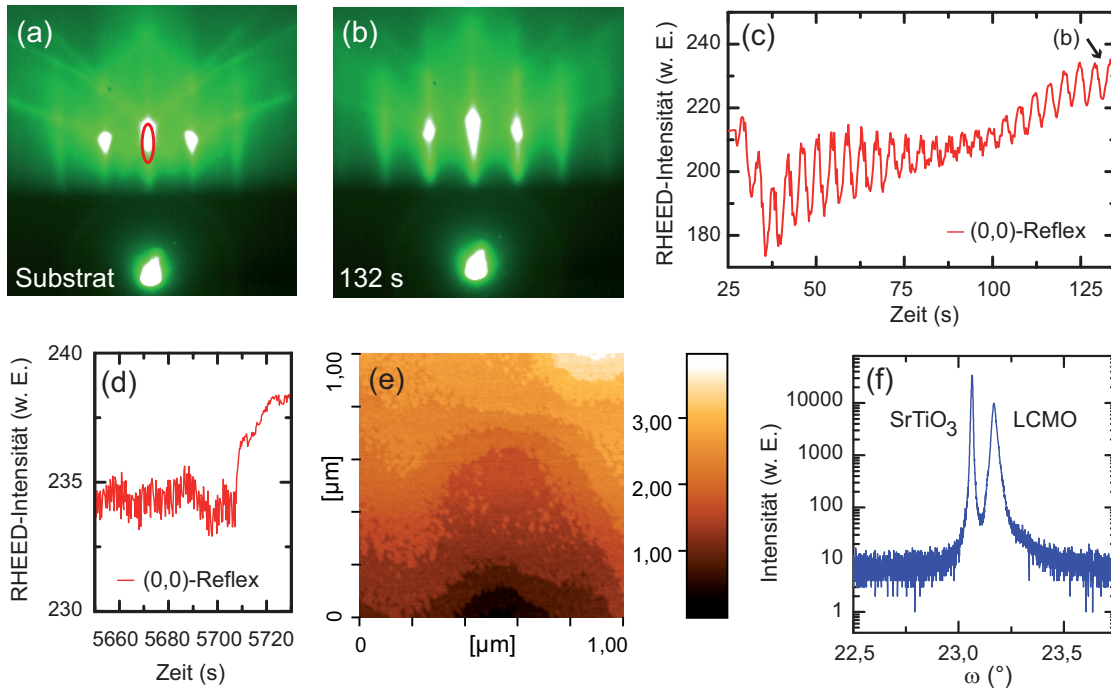 (a)
Substrat
(b)
132 s
(c)
RHEED-Intensität (w. E.)
240
220
200
180
(b)
(0,0)-Reflex
25 50 75 100 125
Zeit (s)
(d)
RHEED-Intensität (w. E.)
240
235
230
(0,0)-Reflex
5660 5680 5700 5720
Zeit (s)
(e)
1,00
[µm]
0
0 [µm] 1,00
3,00
2,00
1,00
(f)
Intensität (w. E.)
10000
1000
100
10
1
SrTiO3 LCMO
22,5 23,0 23,5
ω (°)